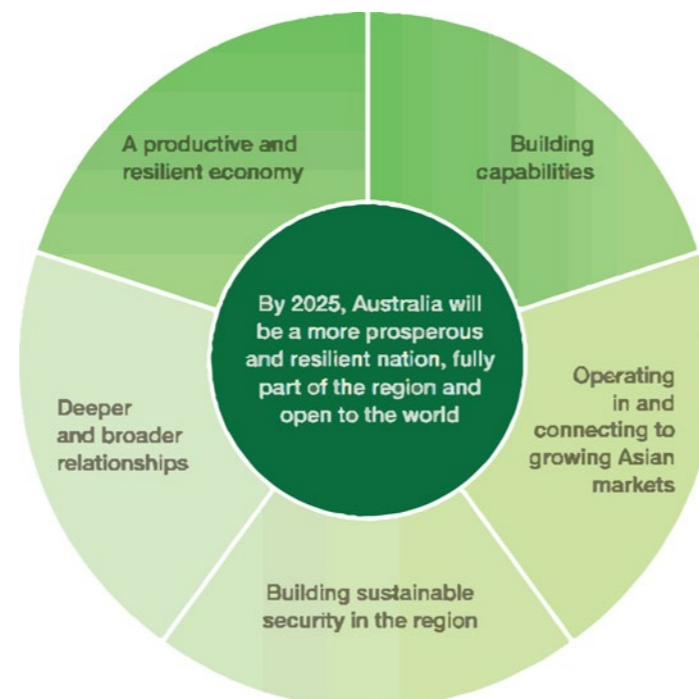 A productive and
resilient economy
Building
capabilities
By 2025, Australia will
be a more prosperous
and resilient nation, fully
part of the region and
open to the world
Operating
in and
connecting to
growing Asian
markets
Deeper
and broader
relationships
Building sustainable
security in the region